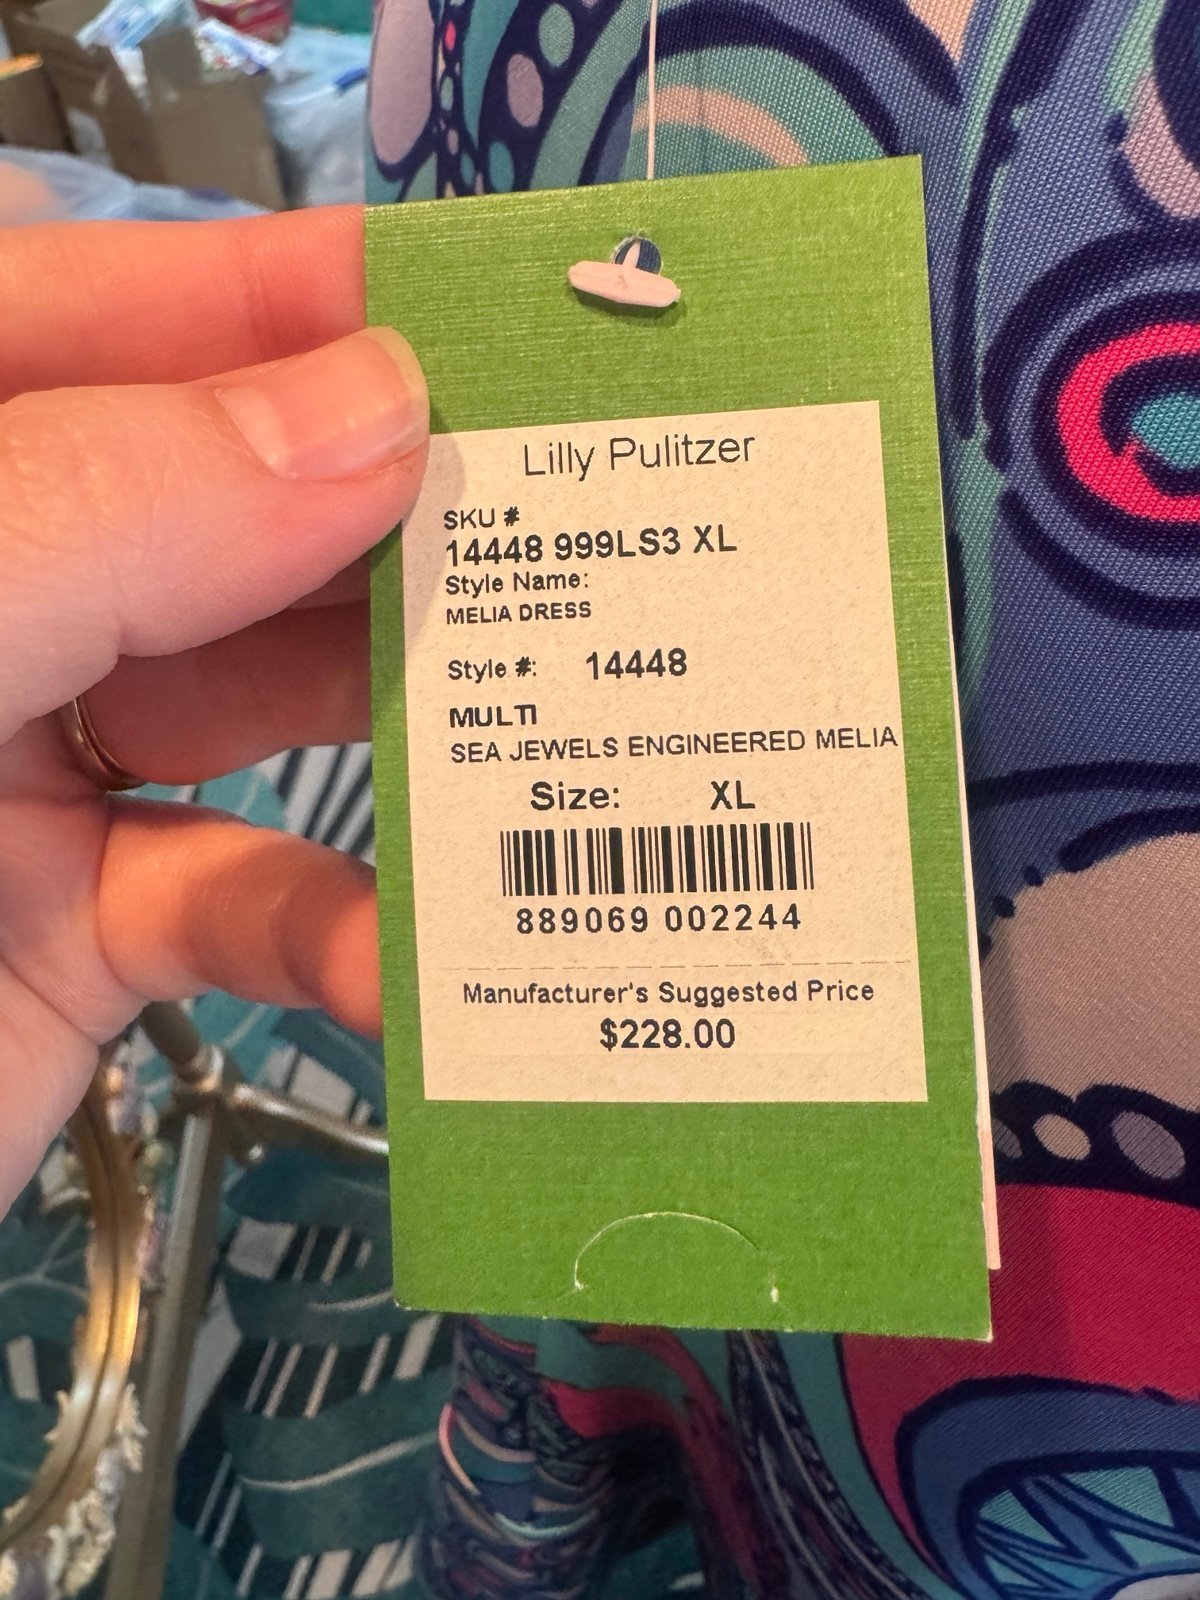 Lilly Pulitzer
SKU #
14448 999LS3 XL
Style Name:
MELIA DRESS
Style #: 14448
MULTI
SEA JEWELS ENGINEERED MELIA
Size: XL
889069 002244
Manufacturer's Suggested Price
$228.00